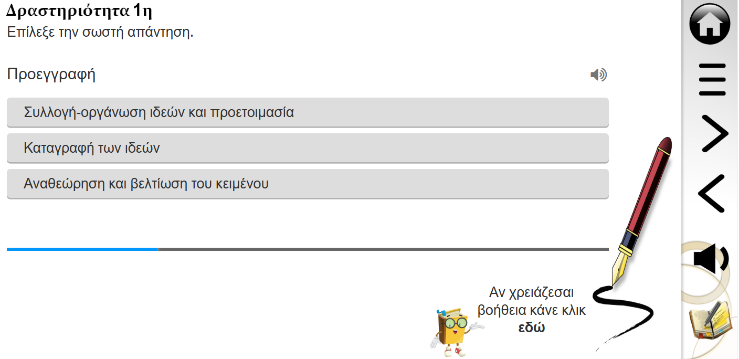 Δραστηριότητα 1η
Επίλεξε την σωστή απάντηση.
Προεγγραφή
Συλλογή-οργάνωση ιδεών και προετοιμασία
Καταγραφή των ιδεών
Αναθεώρηση και βελτίωση του κειμένου
Αν χρειάζεσαι
βοήθεια κάνε κλικ
εδώ